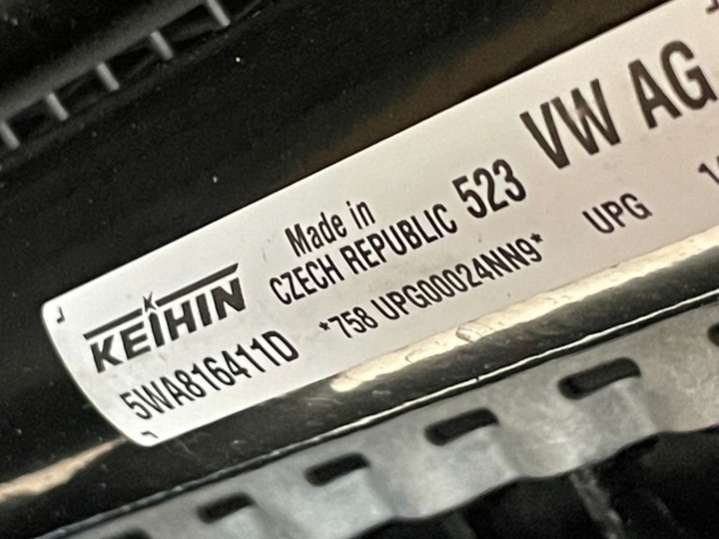 KEIHIN
Made in
CZECH REPUBLIC 523 VW AG
5WA816411D *758 UPG00024NN9* UPG